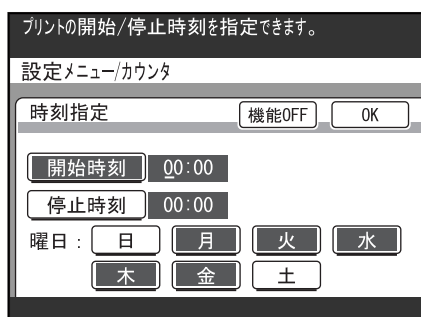 プリントの開始/停止時刻を指定できます。
設定メニュー/カウンタ
時刻指定 機能OFF OK
開始時刻 00:00
停止時刻 00:00
曜日: 日 月 火 水
木 金 土